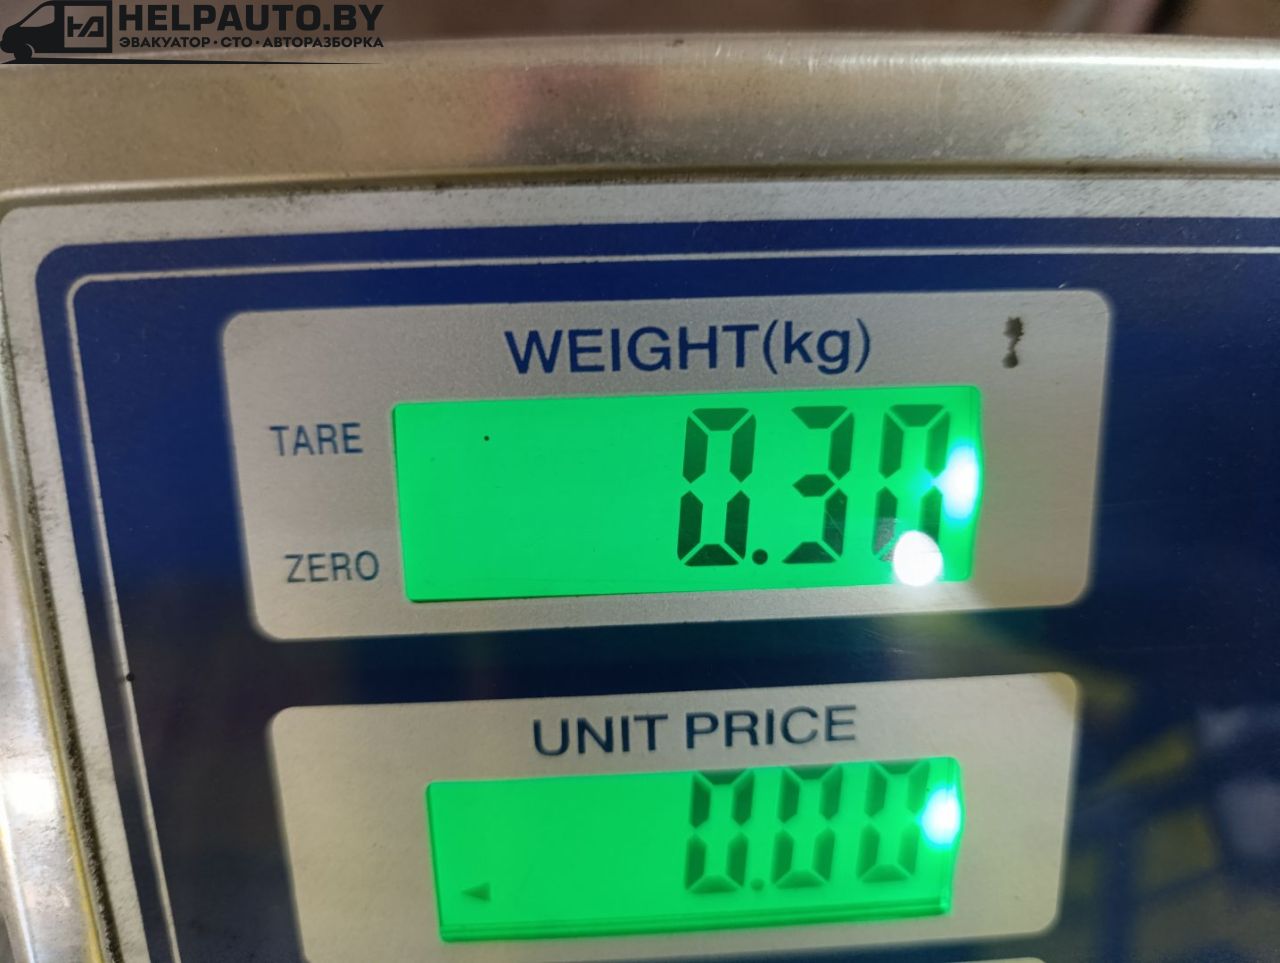 HELPAUTO.BY
ЭВАКУАТОР·СТО·АВТОРАЗБОРКА
WEIGHT(kg)
TARE
0.30
ZERO
UNIT PRICE
0.00